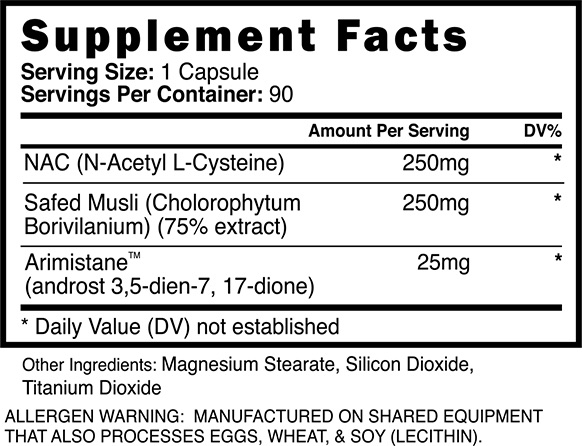 Supplement Facts
Serving Size: 1 Capsule
Servings Per Container: 90
Amount Per Serving DV%
NAC (N-Acetyl L-Cysteine) 250mg *
Safed Musli (Cholorophytum 250mg *
Borivilanium) (75% extract)
Arimistane™ 25mg *
(androst 3,5-dien-7, 17-dione)
* Daily Value (DV) not established
Other Ingredients: Magnesium Stearate, Silicon Dioxide,
Titanium Dioxide
ALLERGEN WARNING: MANUFACTURED ON SHARED EQUIPMENT
THAT ALSO PROCESSES EGGS, WHEAT, & SOY (LECITHIN).